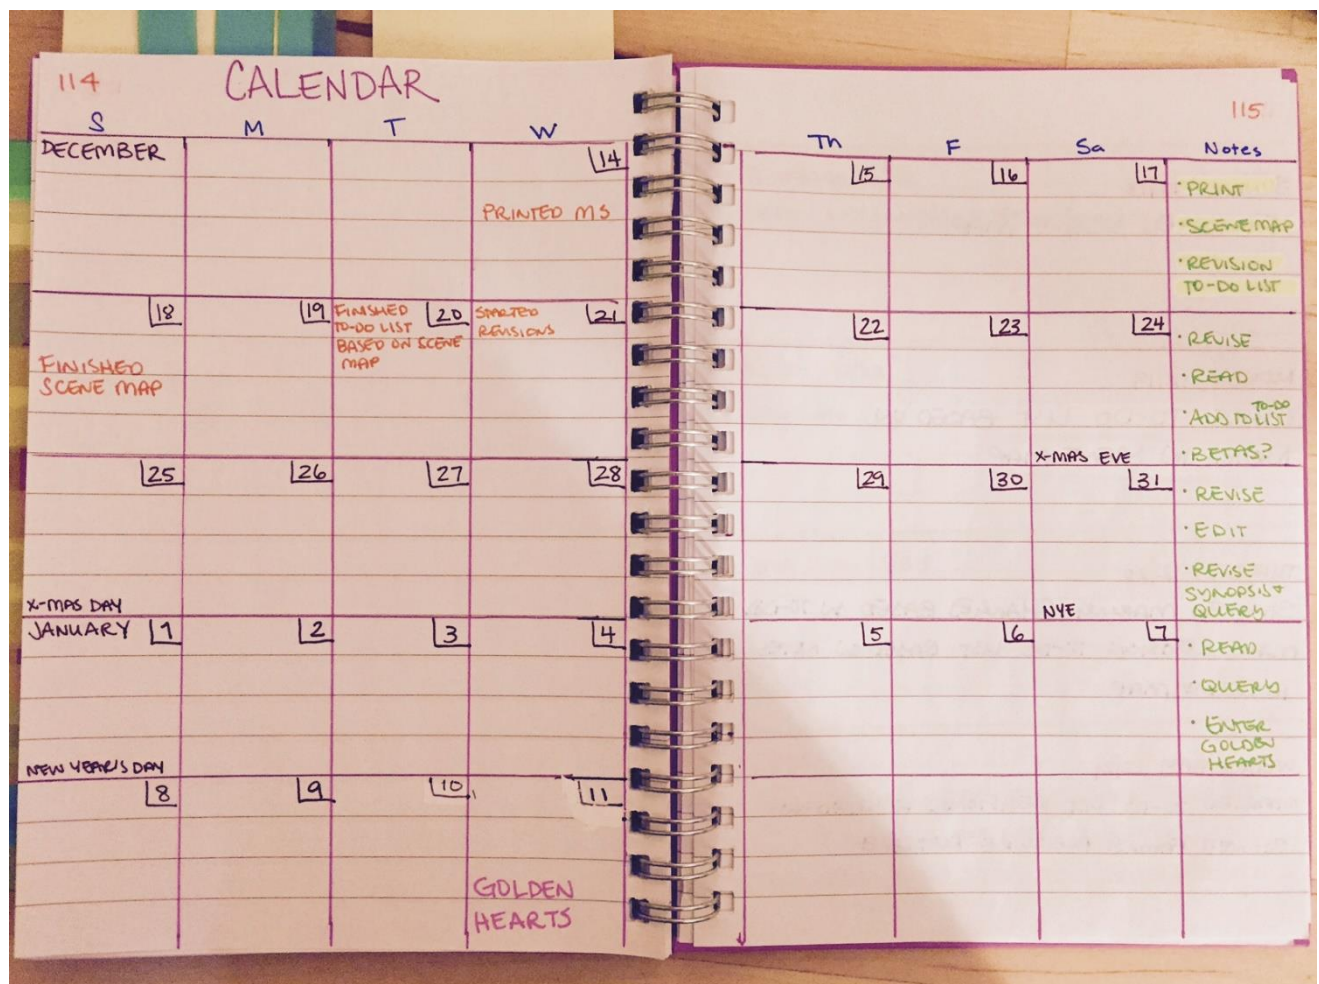 114
CALENDAR
S M T W
DECEMBER
14
PRINTED MS
18 19 20 21
FINISHED
SCENE MAP
FINISHED
TO-DO LIST
BASED ON SCENE
MAP
STARTED
REVISIONS
25 26 27 28
X-MAS DAY
JANUARY 1 2 3 4
NEW YEAR'S DAY
8 9 10 11
GOLDEN
HEARTS
115
Th F Sa Notes
15 16 17
• PRINT
• SCENE MAP
• REVISION
TO-DO LIST
22 23 24
X-MAS EVE
• REVISE
• READ
• ADD TO TO-DO LIST
• BETAS?
29 30 31
NYE
• REVISE
• EDIT
• REVISE
SYNOPSIS +
QUERY
5 6 7
• READ
• QUERY
• ENTER
GOLDEN
HEARTS